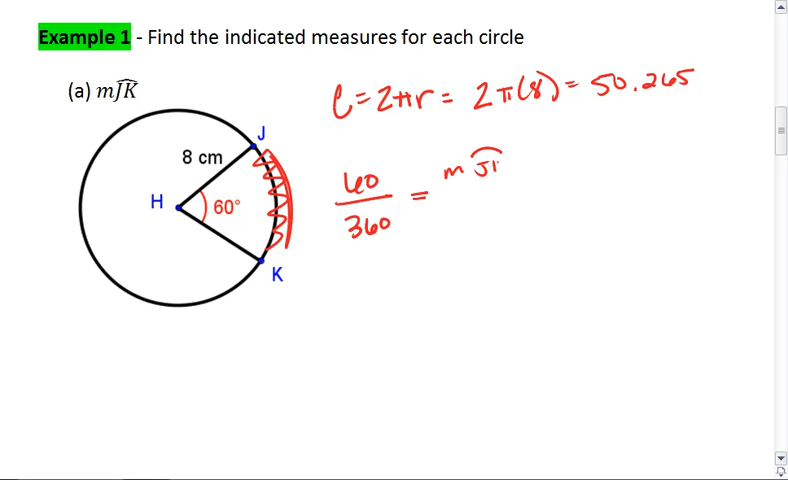 Example 1 - Find the indicated measures for each circle
(a) mJK
C = 2πr = 2π(8) = 50.265
J
8 cm
60/360 = m JK
H
60°
K